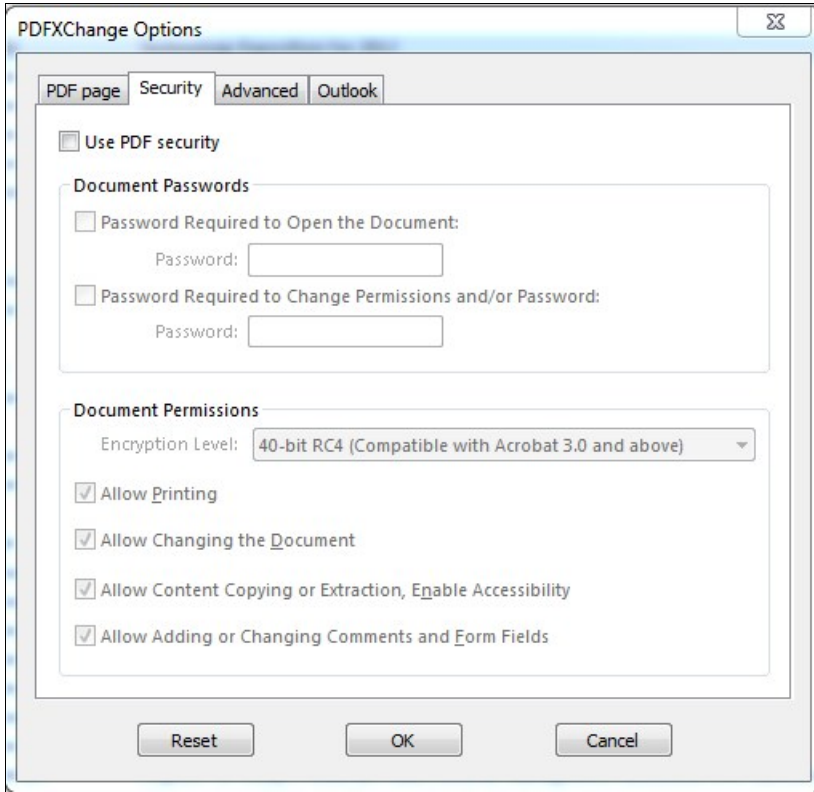 PDFXChange Options
PDF page Security Advanced Outlook
Use PDF security
Document Passwords
Password Required to Open the Document:
Password:
Password Required to Change Permissions and/or Password:
Password:
Document Permissions
Encryption Level: 40-bit RC4 (Compatible with Acrobat 3.0 and above)
Allow Printing
Allow Changing the Document
Allow Content Copying or Extraction, Enable Accessibility
Allow Adding or Changing Comments and Form Fields
Reset OK Cancel